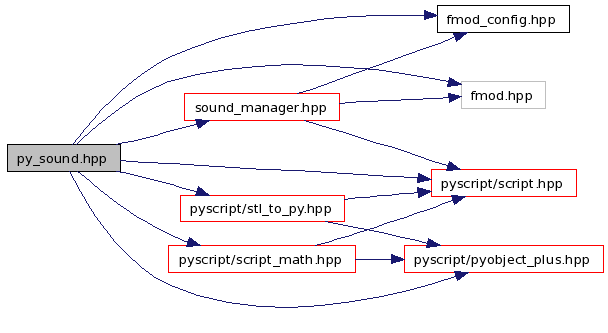 fmod_config.hpp
fmod.hpp
sound_manager.hpp
py_sound.hpp
pyscript/script.hpp
pyscript/stl_to_py.hpp
pyscript/script_math.hpp
pyscript/pyobject_plus.hpp